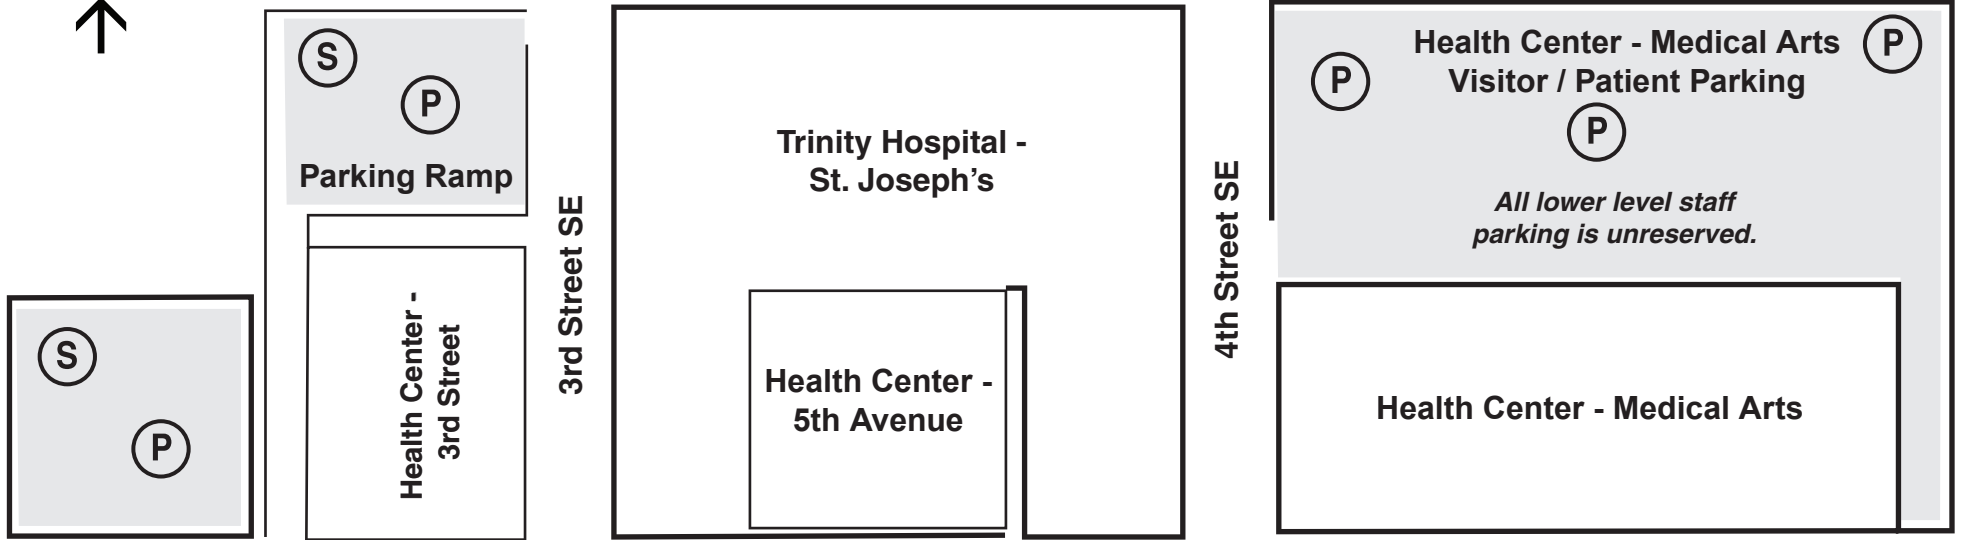 S
P
Parking Ramp
S
P
Health Center -
3rd Street
3rd Street SE
Trinity Hospital -
St. Joseph’s
Health Center -
5th Avenue
4th Street SE
Health Center - Medical Arts
Visitor / Patient Parking
P
P
P
All lower level staff
parking is unreserved.
Health Center - Medical Arts